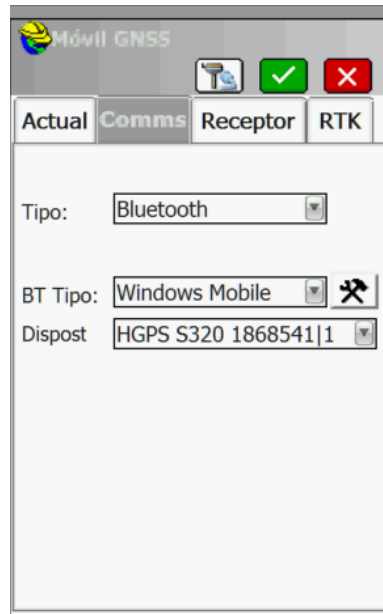 Móvil GNSS
Actual Comms Receptor RTK
Tipo: Bluetooth
BT Tipo: Windows Mobile
Dispost HGPS S320 1868541|1